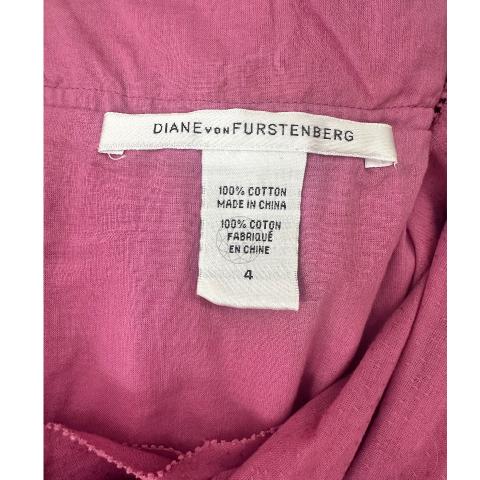 DIANE VON FURSTENBERG
100% COTTON
MADE IN CHINA
100% COTON
FABRIQUÉ
EN CHINE
4